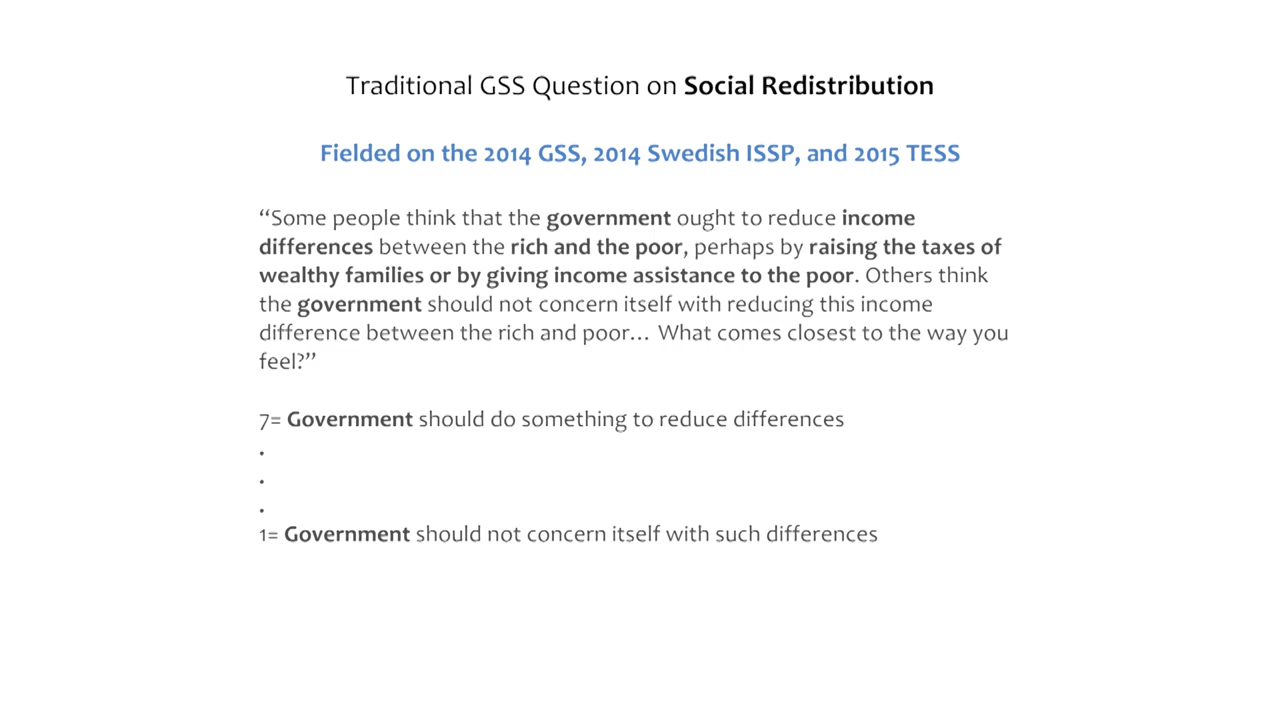 Traditional GSS Question on Social Redistribution
Fielded on the 2014 GSS, 2014 Swedish ISSP, and 2015 TESS
“Some people think that the government ought to reduce income
differences between the rich and the poor, perhaps by raising the taxes of
wealthy families or by giving income assistance to the poor. Others think
the government should not concern itself with reducing this income
difference between the rich and poor… What comes closest to the way you
feel?”
7= Government should do something to reduce differences
.
.
.
1= Government should not concern itself with such differences